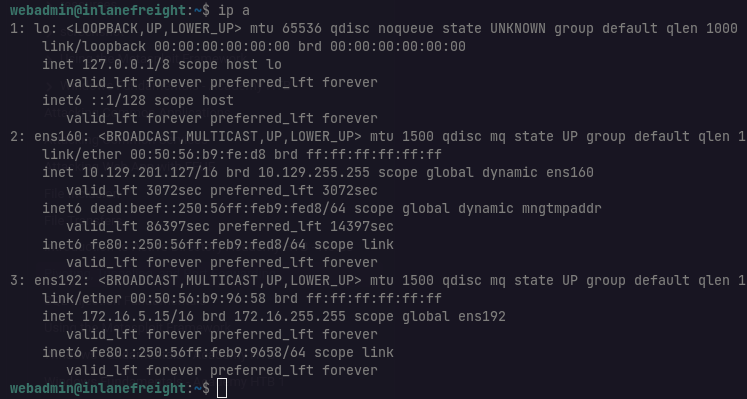 webadmin@inlanefreight:~$ ip a
1: lo: <LOOPBACK,UP,LOWER_UP> mtu 65536 qdisc noqueue state UNKNOWN group default qlen 1000
    link/loopback 00:00:00:00:00:00 brd 00:00:00:00:00:00
    inet 127.0.0.1/8 scope host lo
       valid_lft forever preferred_lft forever
    inet6 ::1/128 scope host
       valid_lft forever preferred_lft forever
2: ens160: <BROADCAST,MULTICAST,UP,LOWER_UP> mtu 1500 qdisc mq state UP group default qlen 1
    link/ether 00:50:56:b9:fe:d8 brd ff:ff:ff:ff:ff:ff
    inet 10.129.201.127/16 brd 10.129.255.255 scope global dynamic ens160
       valid_lft 3072sec preferred_lft 3072sec
    inet6 dead:beef::250:56ff:feb9:fed8/64 scope global dynamic mngtmpaddr
       valid_lft 86397sec preferred_lft 14397sec
    inet6 fe80::250:56ff:feb9:fed8/64 scope link
       valid_lft forever preferred_lft forever
3: ens192: <BROADCAST,MULTICAST,UP,LOWER_UP> mtu 1500 qdisc mq state UP group default qlen 1
    link/ether 00:50:56:b9:96:58 brd ff:ff:ff:ff:ff:ff
    inet 172.16.5.15/16 brd 172.16.255.255 scope global ens192
       valid_lft forever preferred_lft forever
    inet6 fe80::250:56ff:feb9:9658/64 scope link
       valid_lft forever preferred_lft forever
webadmin@inlanefreight:~$